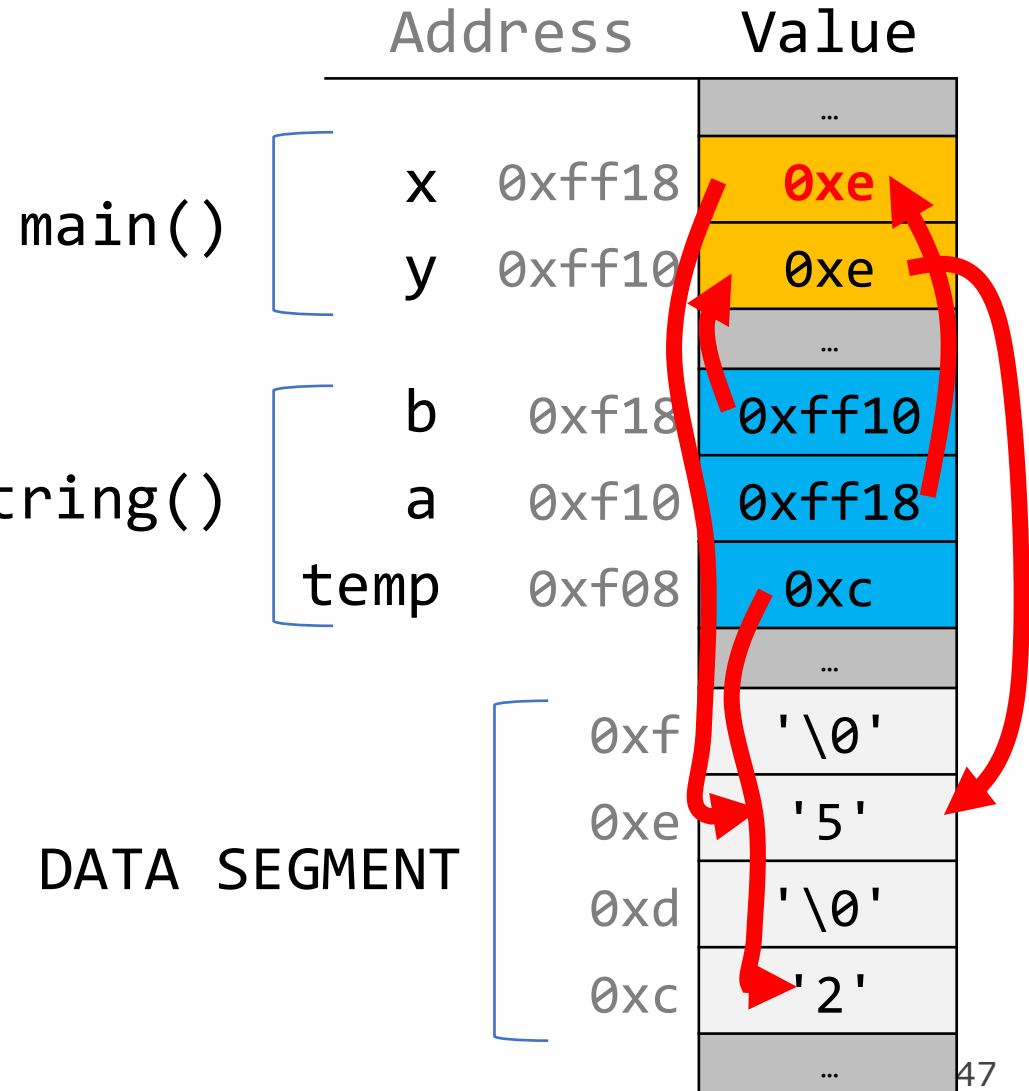 Address Value
…
x 0xff18 0xe
main()
y 0xff10 0xe
…
b 0xf18 0xff10
tring() a 0xf10 0xff18
temp 0xf08 0xc
…
0xf '\0'
0xe '5'
DATA SEGMENT
0xd '\0'
0xc '2'
… 47